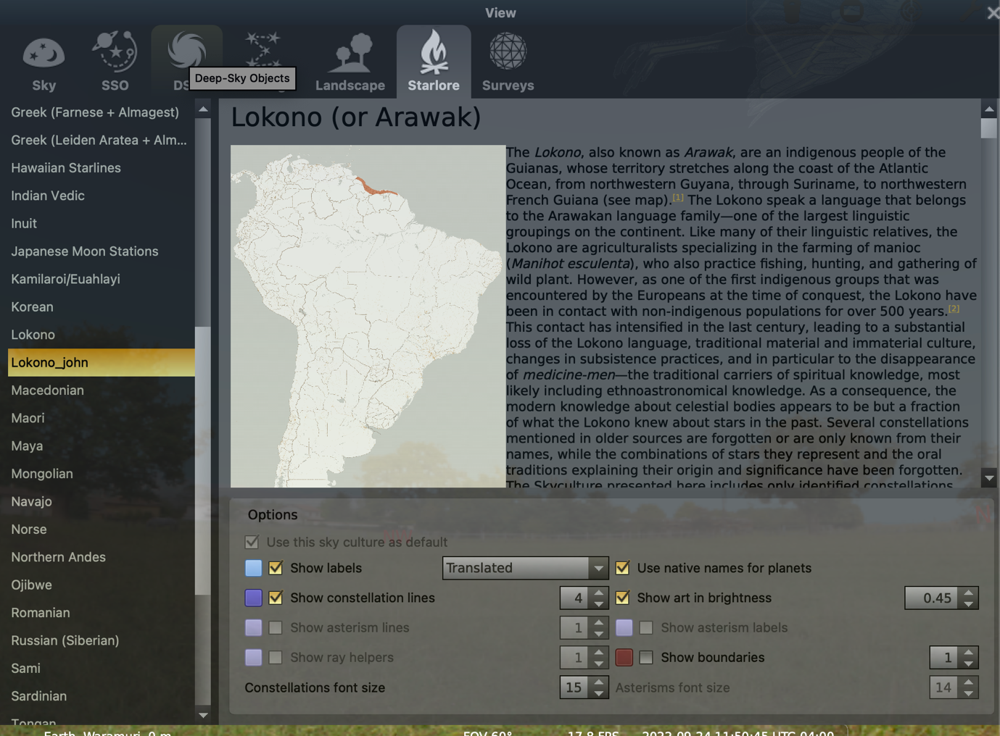 View
Sky
SSO
DS
Deep-Sky Objects
Landscape
Starlore
Surveys
Greek (Farnese + Almagest)
Greek (Leiden Aratea + Alm...
Hawaiian Starlines
Indian Vedic
Inuit
Japanese Moon Stations
Kamilaroi/Euahlayi
Korean
Lokono
Lokono_john
Macedonian
Maori
Maya
Mongolian
Navajo
Norse
Northern Andes
Ojibwe
Romanian
Russian (Siberian)
Sami
Sardinian
Tongan
Lokono (or Arawak)
The Lokono, also known as Arawak, are an indigenous people of the
Guianas, whose territory stretches along the coast of the Atlantic
Ocean, from northwestern Guyana, through Suriname, to northwestern
French Guiana (see map).[1] The Lokono speak a language that belongs
to the Arawakan language family—one of the largest linguistic
groupings on the continent. Like many of their linguistic relatives, the
Lokono are agriculturalists specializing in the farming of manioc
(Manihot esculenta), who also practice fishing, hunting, and gathering of
wild plant. However, as one of the first indigenous groups that was
encountered by the Europeans at the time of conquest, the Lokono have
been in contact with non-indigenous populations for over 500 years.[2]
This contact has intensified in the last century, leading to a substantial
loss of the Lokono language, traditional material and immaterial culture,
changes in subsistence practices, and in particular to the disappearance
of medicine-men—the traditional carriers of spiritual knowledge, most
likely including ethnoastronomical knowledge. As a consequence, the
modern knowledge about celestial bodies appears to be but a fraction
of what the Lokono knew about stars in the past. Several constellations
mentioned in older sources are forgotten or are only known from their
names, while the combinations of stars they represent and the oral
traditions explaining their origin and significance have been forgotten.
The Skyculture presented here includes only identified constellations
Options
Use this sky culture as default
Show labels Translated Use native names for planets
Show constellation lines 4 Show art in brightness 0.45
Show asterism lines 1 Show asterism labels
Show ray helpers 1 Show boundaries 1
Constellations font size 15 Asterisms font size 14
Earth, Waramuri, 0 m FOV 60° 17.8 FPS 2022-09-24 11:50:45 UTC-04:00